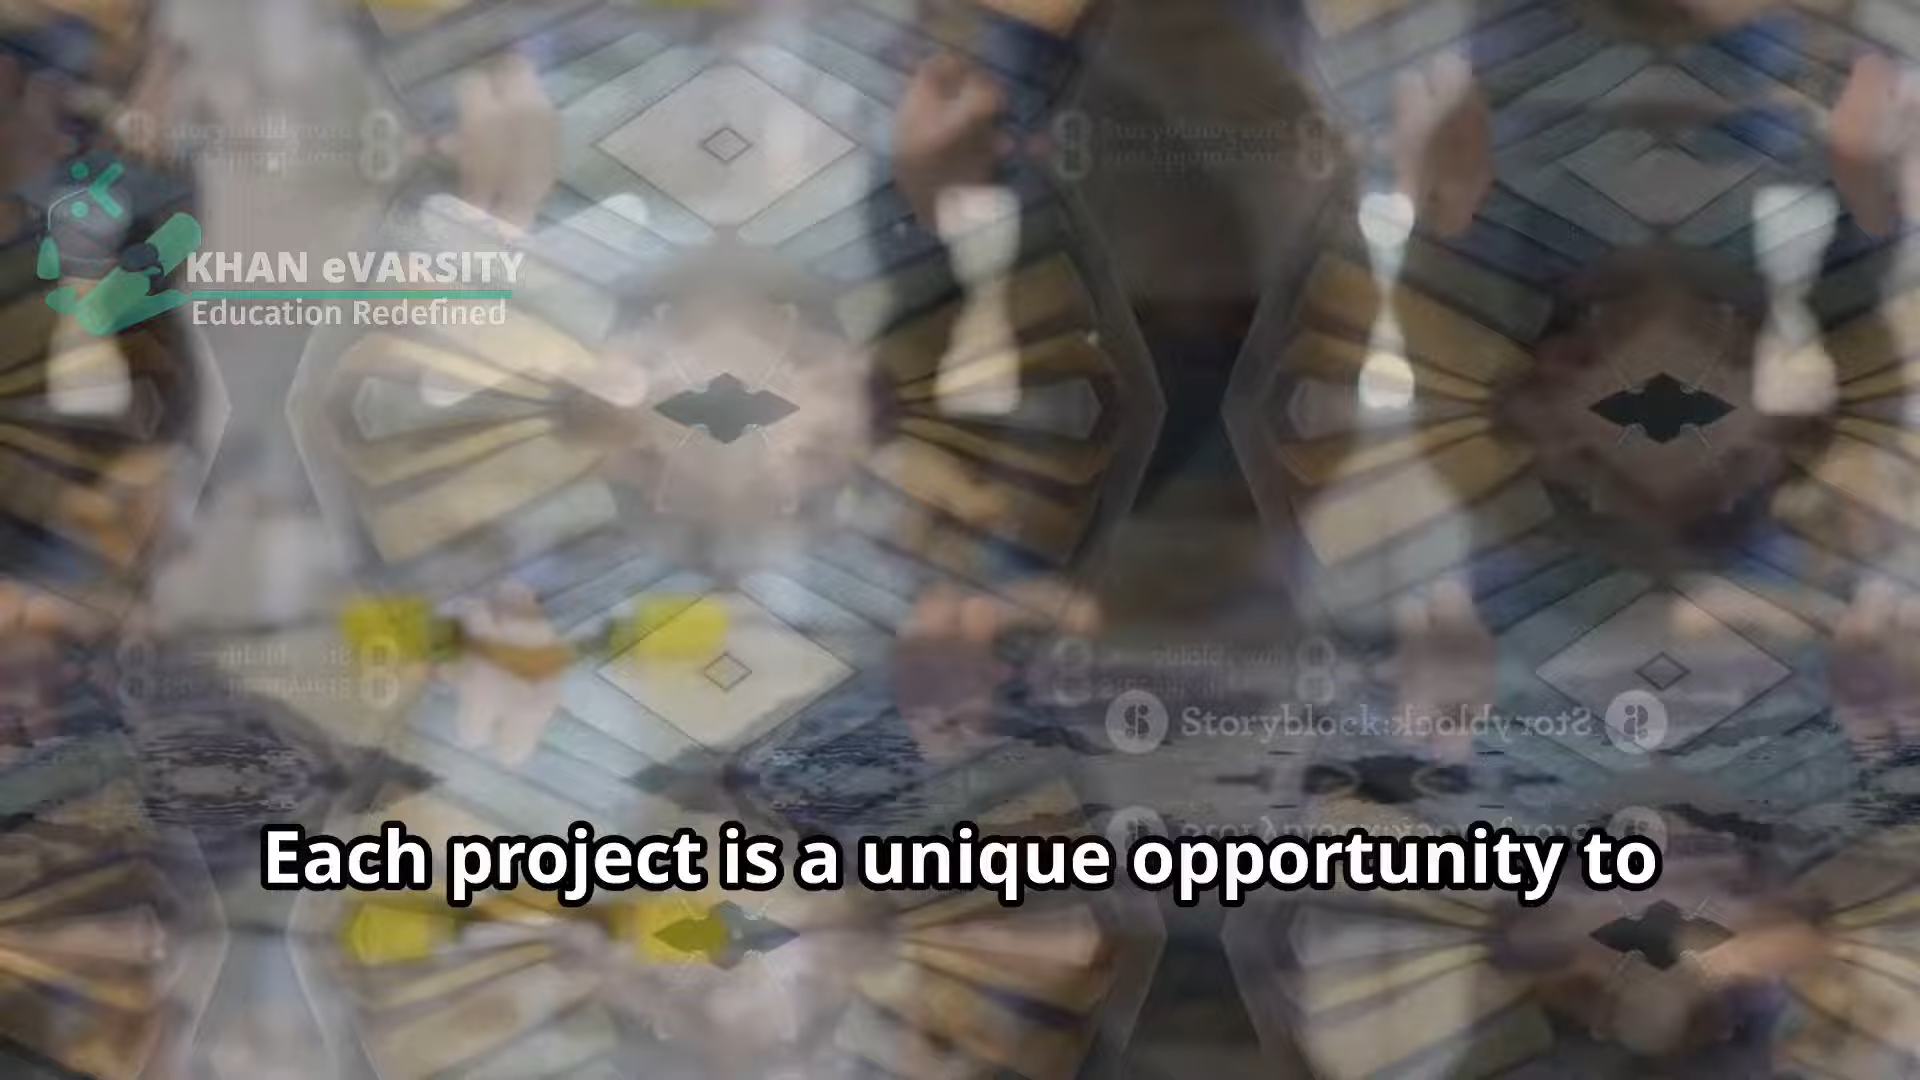 KHAN eVARSITY
Education Redefined
Storyblock
Each project is a unique opportunity to